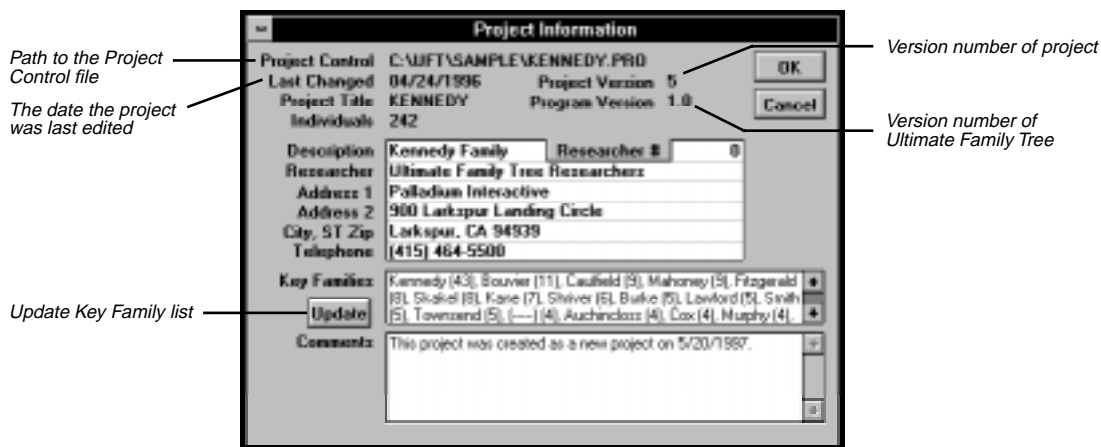 Project Information
Path to the Project
Control file
The date the project
was last edited
Update Key Family list
Project Control C:\UFT\SAMPLE\KENNEDY.PRO
Last Changed 04/24/1996 Project Version 5
Project Title KENNEDY Program Version 1.0
Individuals 242
OK
Cancel
Version number of project
Version number of
Ultimate Family Tree
Description Kennedy Family Researcher # 0
Researcher Ultimate Family Tree Researchers
Address 1 Palladium Interactive
Address 2 900 Larkspur Landing Circle
City, ST Zip Larkspur, CA 94939
Telephone (415) 464-5500
Key Families Kennedy (43), Bouvier (11), Caulfield (9), Mahoney (9), Fitzgerald
(8), Skakel (8), Kane (7), Shriver (6), Burke (5), Lawford (5), Smith
Update (5), Townsend (5), (----) (4), Auchincloss (4), Cox (4), Murphy (4),
Comments This project was created as a new project on 5/20/1997.